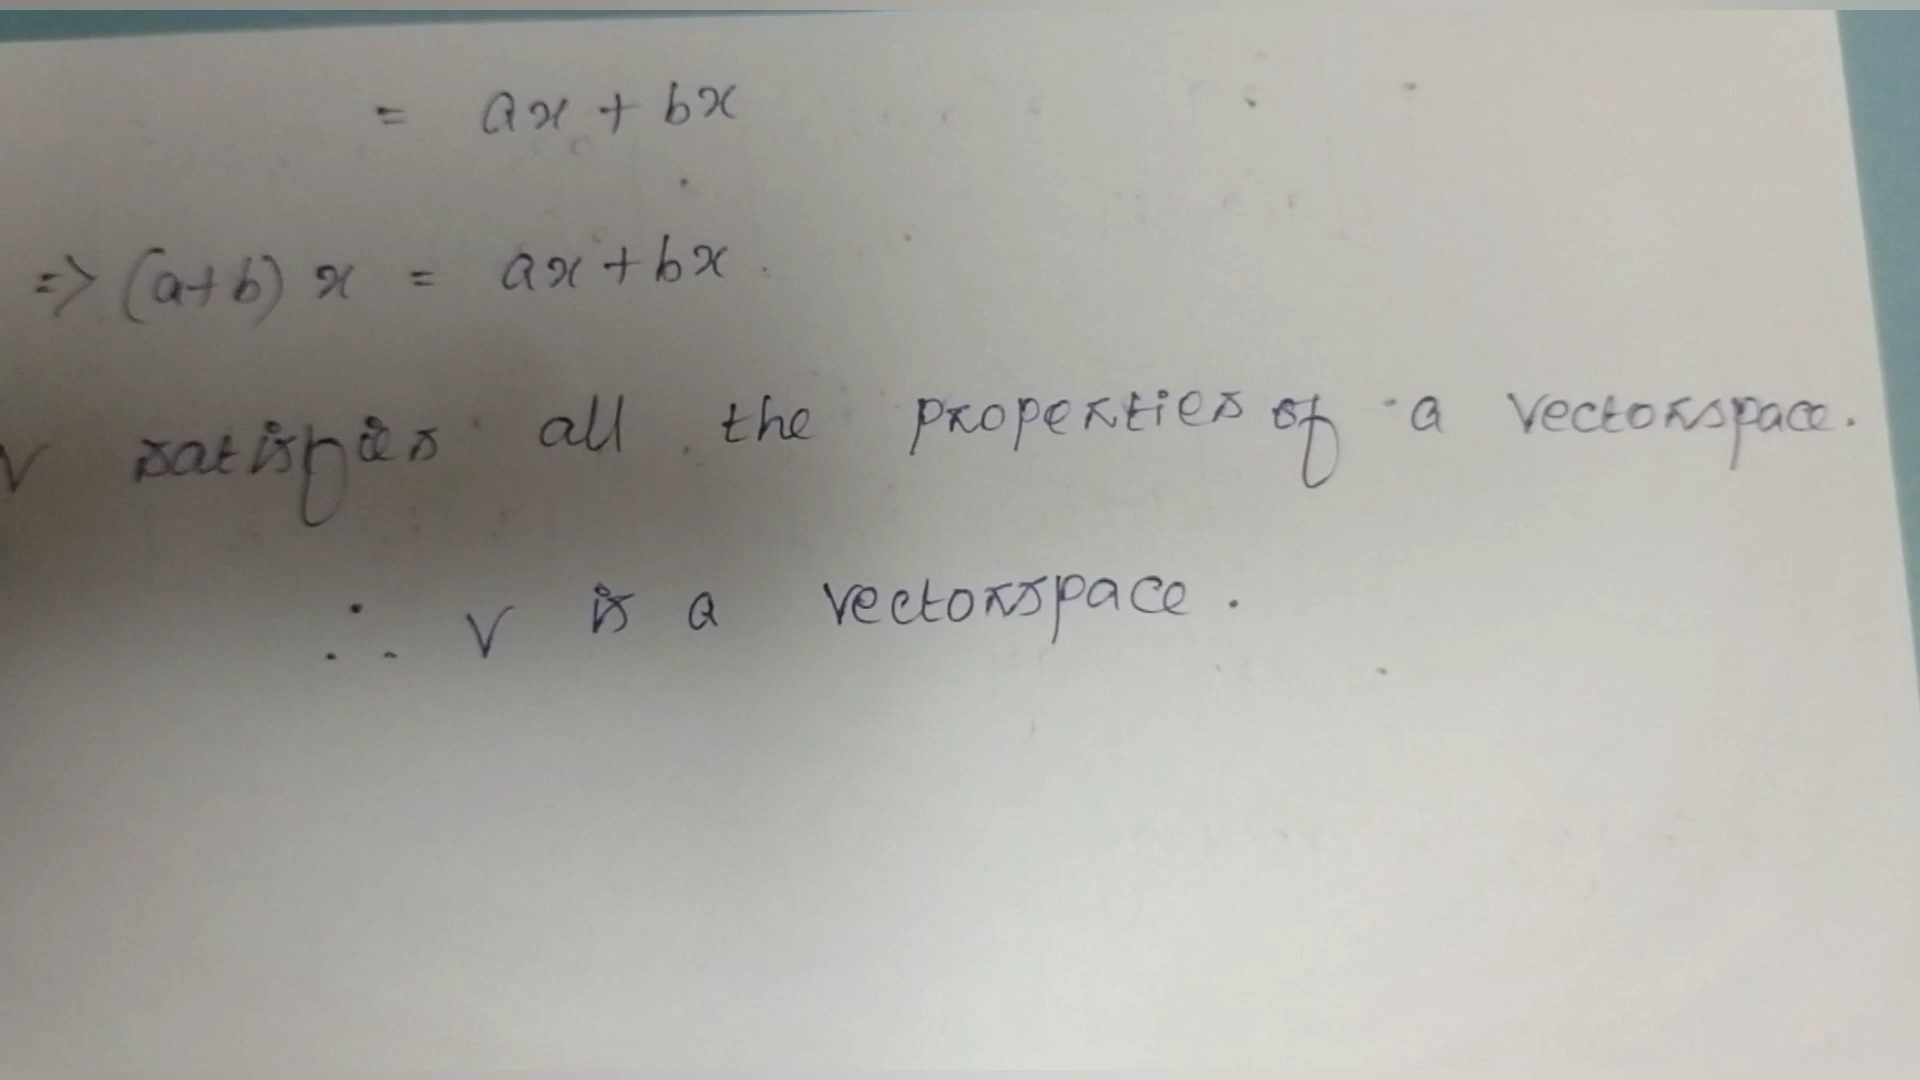 = ax + bx
=> (a+b) x = ax + bx.
V satisfies all the properties of a vectorspace.
∴ V is a vectorspace.